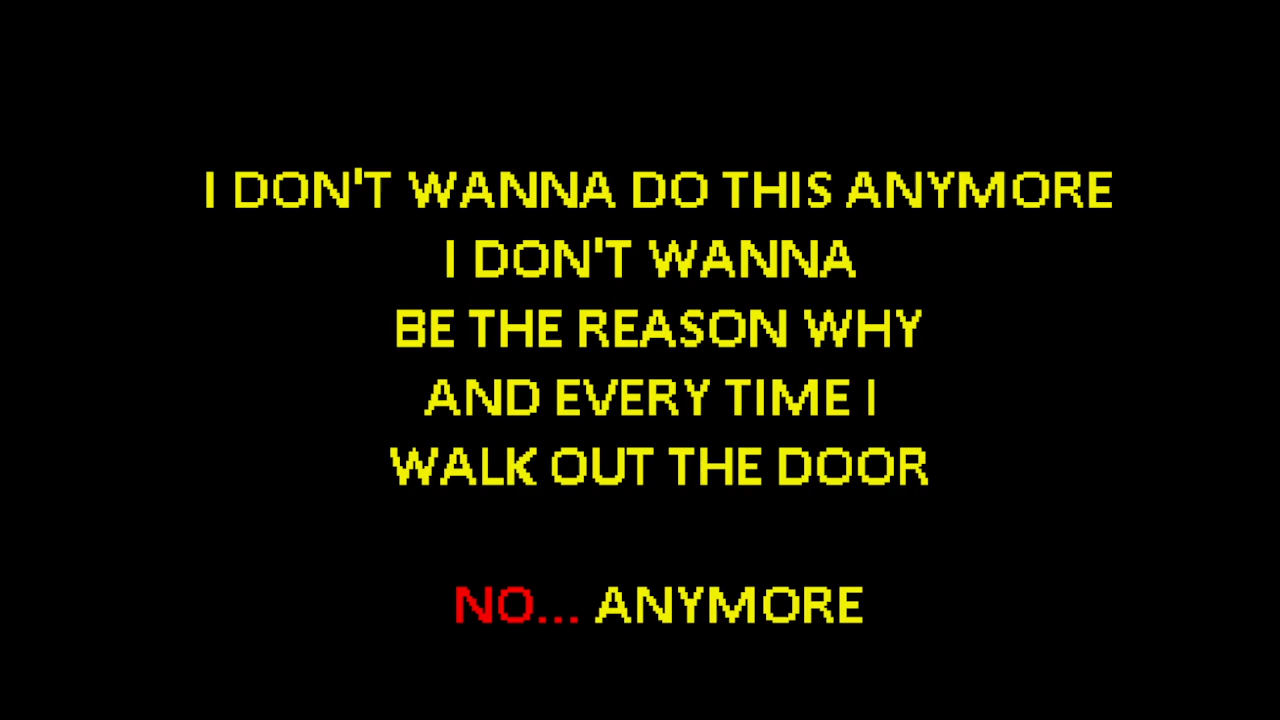 I DON'T WANNA DO THIS ANYMORE
I DON'T WANNA
BE THE REASON WHY
AND EVERY TIME I
WALK OUT THE DOOR
NO... ANYMORE